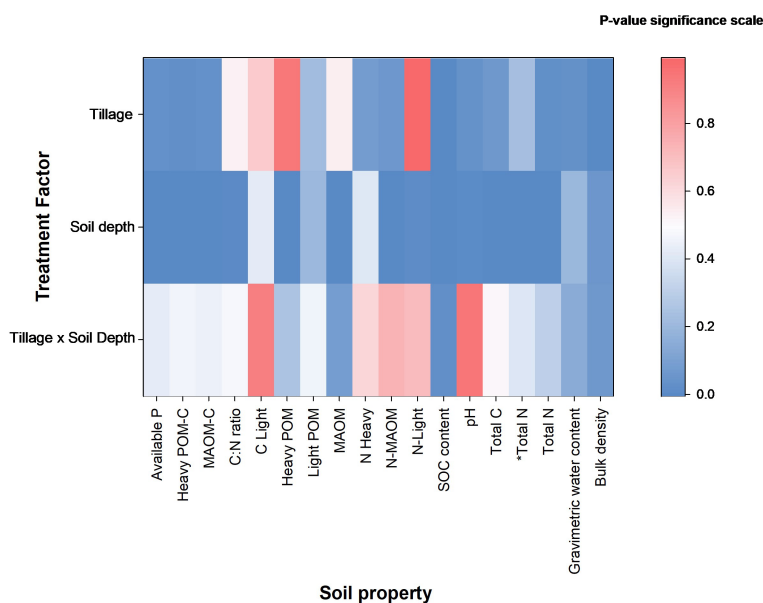 P-value significance scale
Treatment Factor
Tillage
Soil depth
Tillage x Soil Depth
0.8
0.6
0.4
0.2
0.0
Available P
Heavy POM-C
MAOM-C
C:N ratio
C Light
Heavy POM
Light POM
MAOM
N Heavy
N-MAOM
N-Light
SOC content
pH
Total C
*Total N
Total N
Gravimetric water content
Bulk density
Soil property